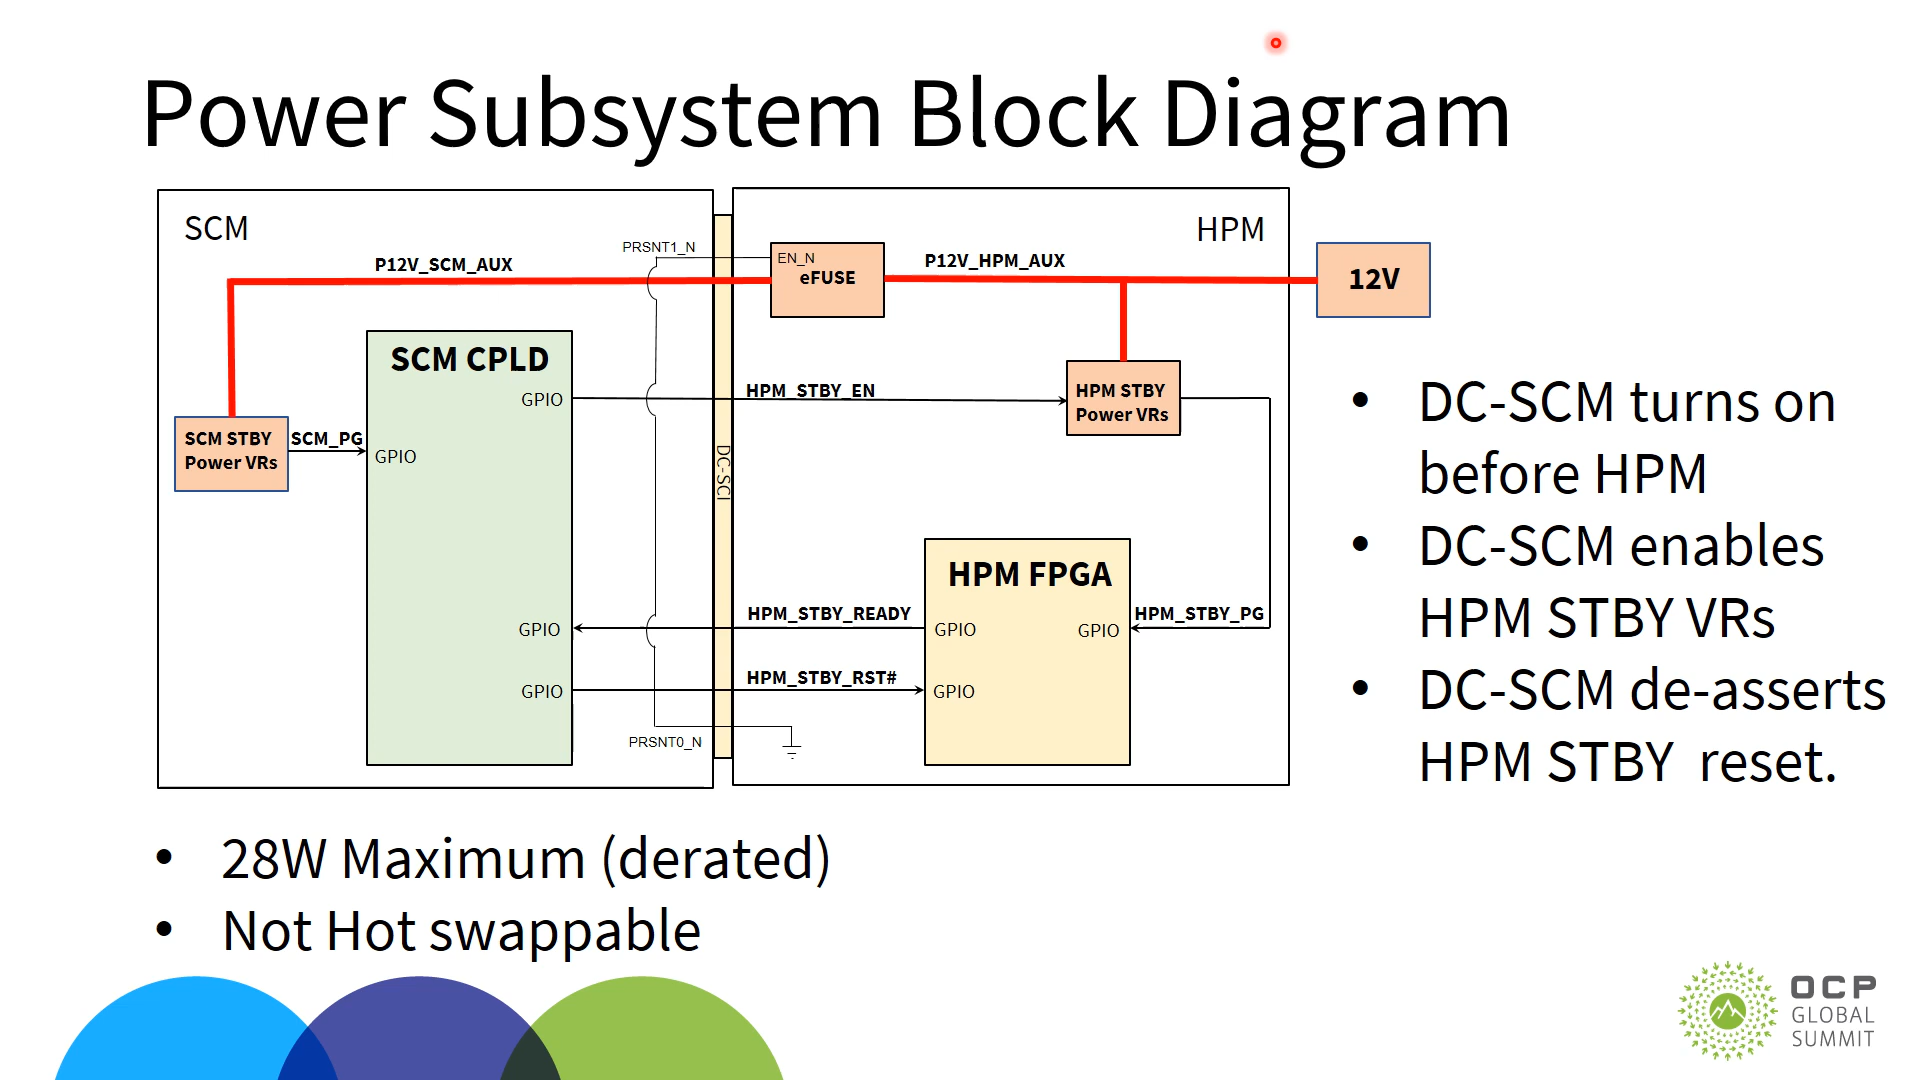 Power Subsystem Block Diagram
SCM
HPM
PRSNT1_N
P12V_SCM_AUX
EN_N
eFUSE
P12V_HPM_AUX
12V
SCM CPLD
GPIO
HPM_STBY_EN
HPM STBY
Power VRs
SCM STBY
Power VRs
SCM_PG
GPIO
DC-SCI
HPM FPGA
HPM_STBY_READY
HPM_STBY_PG
GPIO
GPIO
GPIO
HPM_STBY_RST#
GPIO
GPIO
PRSNT0_N
• DC-SCM turns on
before HPM
• DC-SCM enables
HPM STBY VRs
• DC-SCM de-asserts
HPM STBY reset.
• 28W Maximum (derated)
• Not Hot swappable
OCP
GLOBAL
SUMMIT